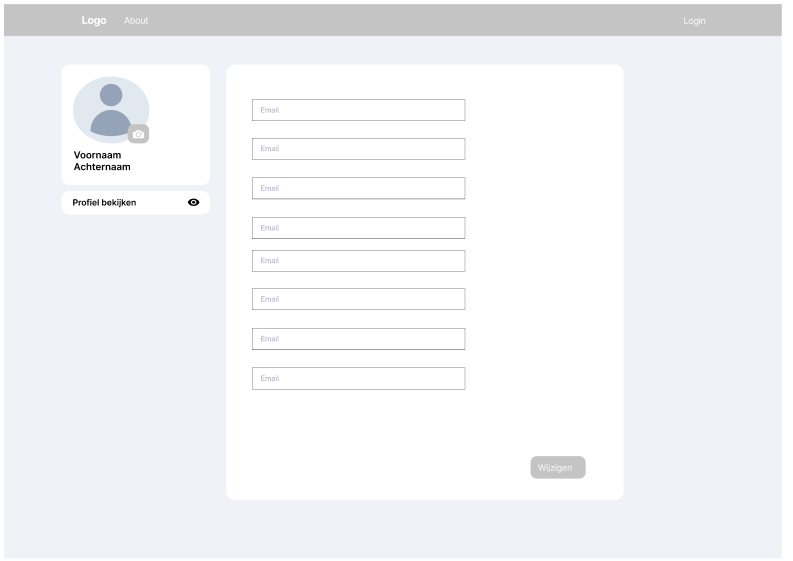 Logo About Login
Voornaam
Achternaam
Profiel bekijken
Email
Email
Email
Email
Email
Email
Email
Email
Wijzigen